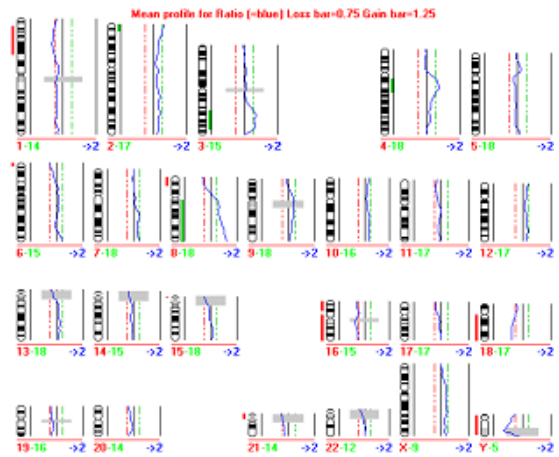 Mean profile for Ratio (=blue) Loss bar=0.75 Gain bar=1.25
1-14 ->2 2-17 ->2 3-15 ->2 4-18 ->2 5-18 ->2
6-15 ->2 7-18 ->2 8-18 ->2 9-18 ->2 10-16 ->2 11-17 ->2 12-17 ->2
13-18 ->2 14-15 ->2 15-18 ->2 16-15 ->2 17-17 ->2 18-17 ->2
19-16 ->2 20-14 ->2 21-14 ->2 22-12 ->2 X-9 ->2 Y-5 ->2